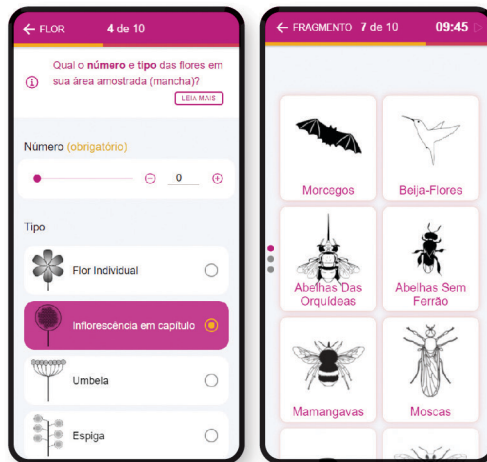 FLOR 4 de 10
Qual o número e tipo das flores em
sua área amostrada (mancha)?
LEIA MAIS
Número (obrigatório)
0
Tipo
Flor Individual
Inflorescência em capítulo
Umbela
Espiga
FRAGMENTO 7 de 10 09:45
Morcegos
Beija-Flores
Abelhas Das
Orquídeas
Abelhas Sem
Ferrão
Mamangavas
Moscas